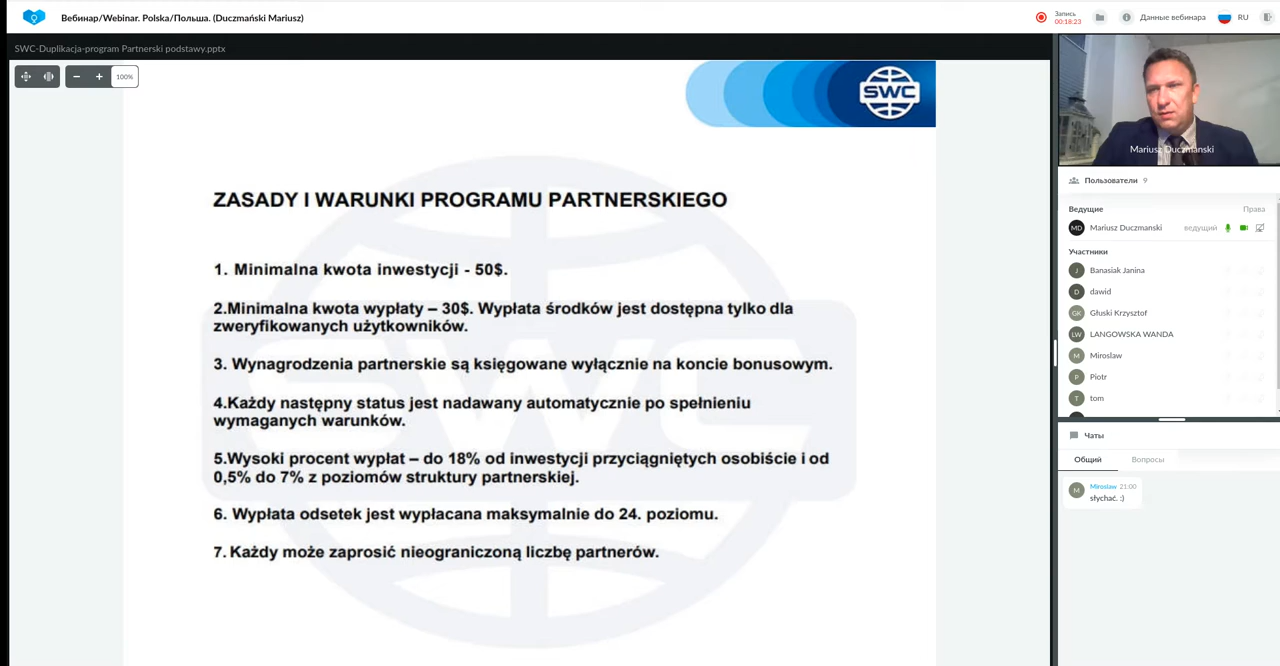 Вебинар/Webinar. Polska/Польша. (Duczmański Mariusz)
Запись
00:18:23
Данные вебинара
RU
SWC-Duplikacja-program Partnerski podstawy.pptx
100%
SWC
ZASADY I WARUNKI PROGRAMU PARTNERSKIEGO
1. Minimalna kwota inwestycji - 50$.
2.Minimalna kwota wypłaty – 30$. Wypłata środków jest dostępna tylko dla
zweryfikowanych użytkowników.
3. Wynagrodzenia partnerskie są księgowane wyłącznie na koncie bonusowym.
4.Każdy następny status jest nadawany automatycznie po spełnieniu
wymaganych warunków.
5.Wysoki procent wypłat – do 18% od inwestycji przyciągniętych osobiście i od
0,5% do 7% z poziomów struktury partnerskiej.
6. Wypłata odsetek jest wypłacana maksymalnie do 24. poziomu.
7. Każdy może zaprosić nieograniczoną liczbę partnerów.
SWC
Mariusz Duczmanski
Пользователи 9
Ведущие
Права
MD Mariusz Duczmanski ведущий
Участники
J Banasiak Janina
D dawid
GK Głuski Krzysztof
LW LANGOWSKA WANDA
M Miroslaw
P Piotr
T tom
Чаты
Общий
Вопросы
M Miroslaw 21:00
słychać. :)